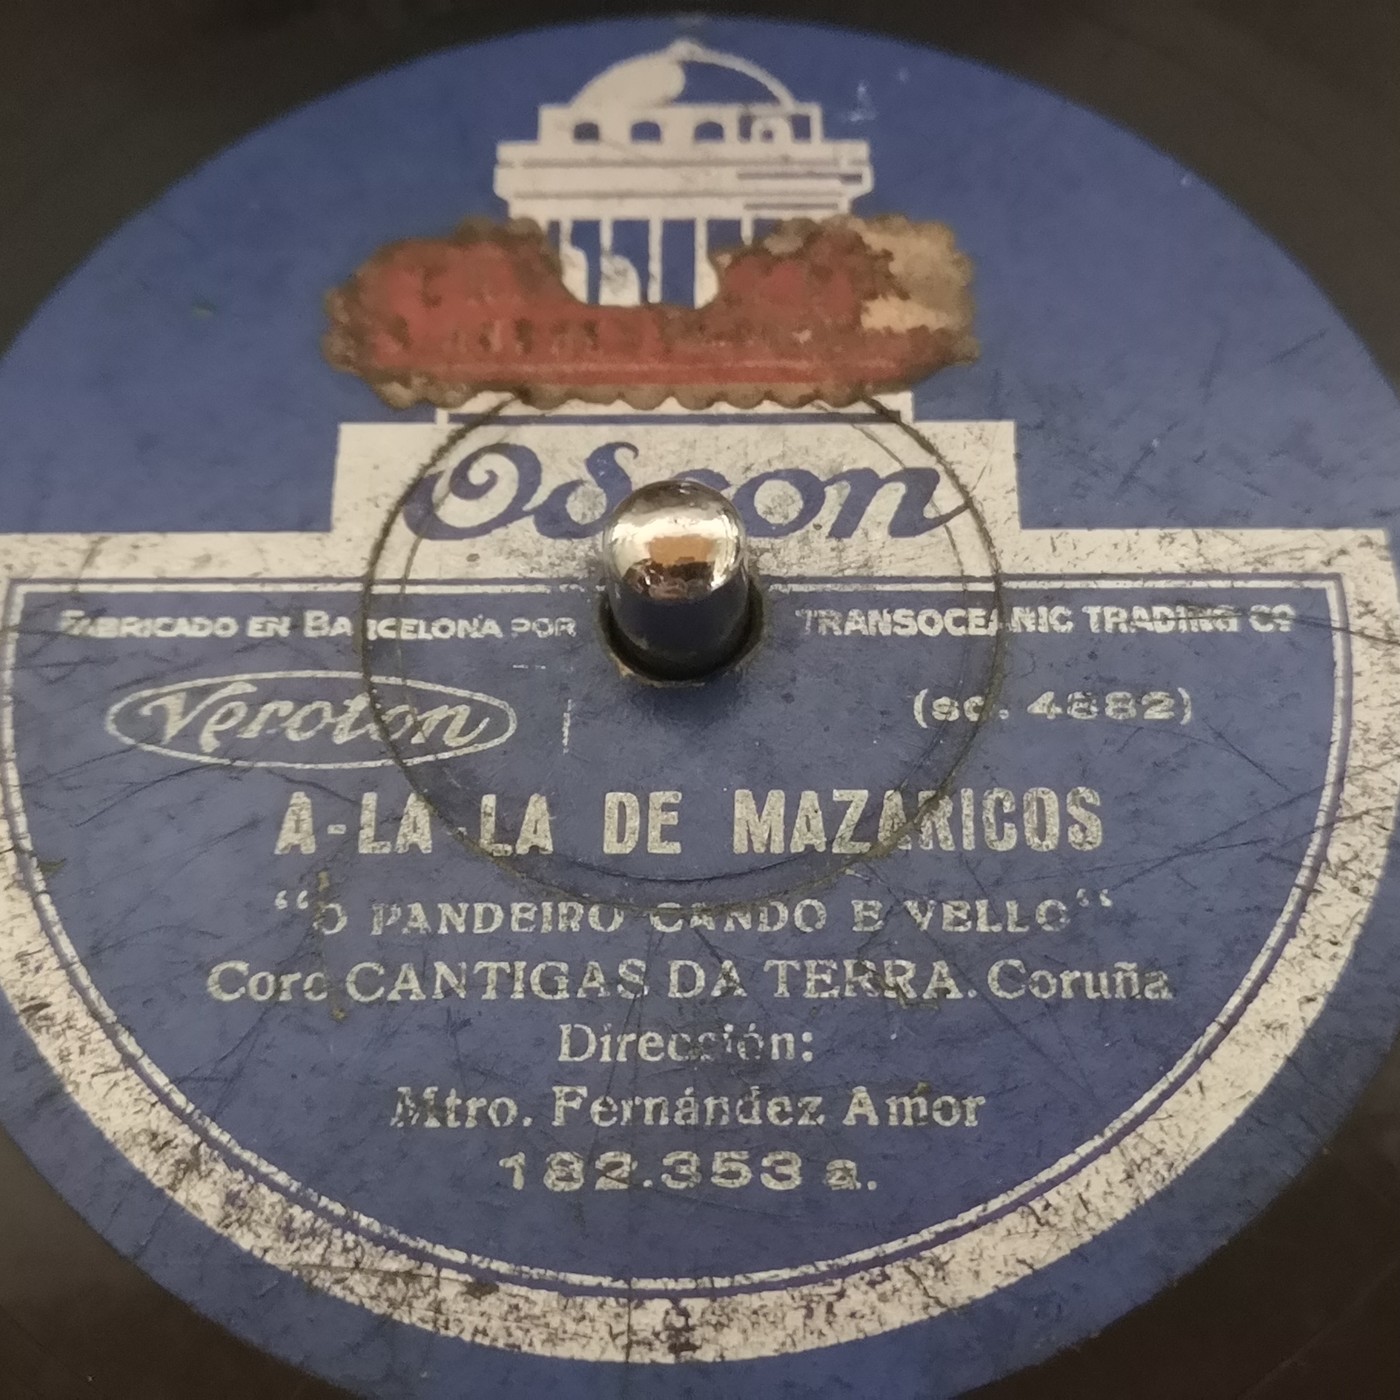 Odeon
FABRICADO EN BARCELONA POR TRANSOCEANIC TRADING Cº
Veroton (so. 4882)
A-LA-LA DE MAZARICOS
“O PANDEIRO CANDO E VELLO“
Coro CANTIGAS DA TERRA. Coruña
Dirección:
Mtro. Fernández Amor
182.353 a.